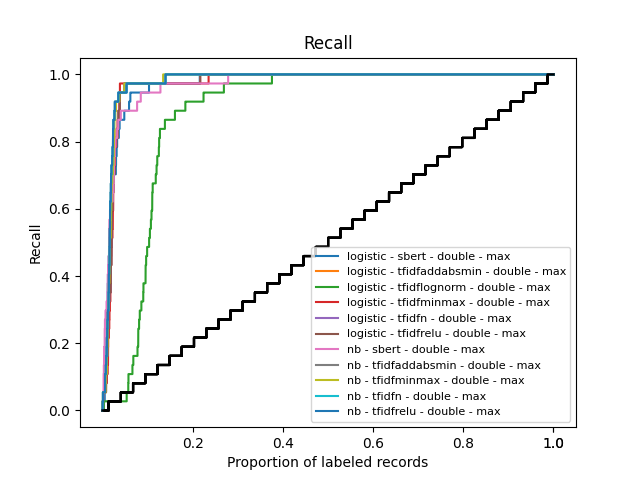 Recall
1.0
0.8
0.6
0.4
0.2
0.0
Recall
logistic - sbert - double - max
logistic - tfidfaddabsmin - double - max
logistic - tfidflognorm - double - max
logistic - tfidfminmax - double - max
logistic - tfidfn - double - max
logistic - tfidfrelu - double - max
nb - sbert - double - max
nb - tfidfaddabsmin - double - max
nb - tfidfminmax - double - max
nb - tfidfn - double - max
nb - tfidfrelu - double - max
0.2 0.4 0.6 0.8 1.0
Proportion of labeled records